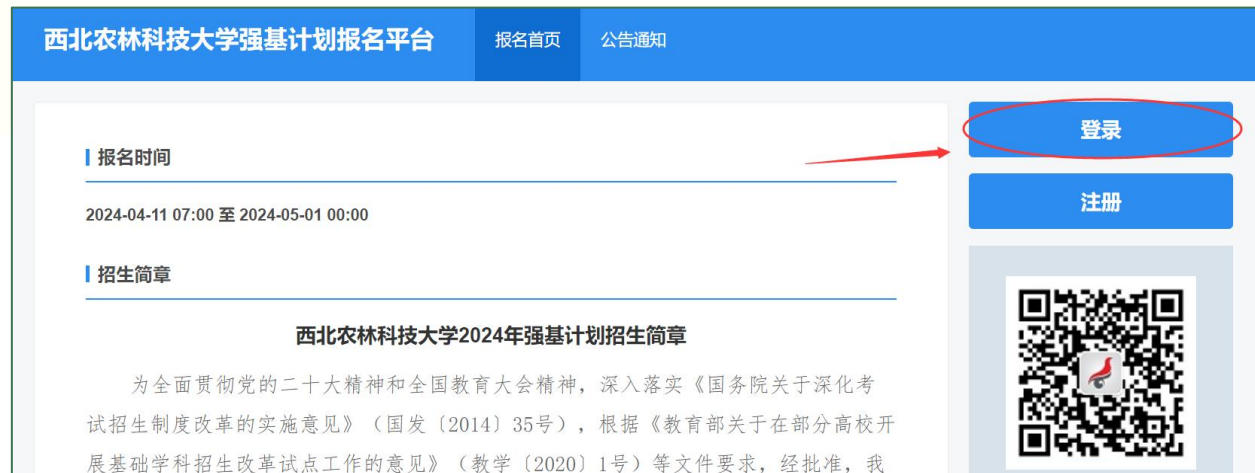 西北农林科技大学强基计划报名平台 报名首页 公告通知
登录
注册
报名时间
2024-04-11 07:00 至 2024-05-01 00:00
招生简章
西北农林科技大学2024年强基计划招生简章
为全面贯彻党的二十大精神和全国教育大会精神，深入落实《国务院关于深化考
试招生制度改革的实施意见》（国发〔2014〕35号），根据《教育部关于在部分高校开
展基础学科招生改革试点工作的意见》（教学〔2020〕1号）等文件要求，经批准，我